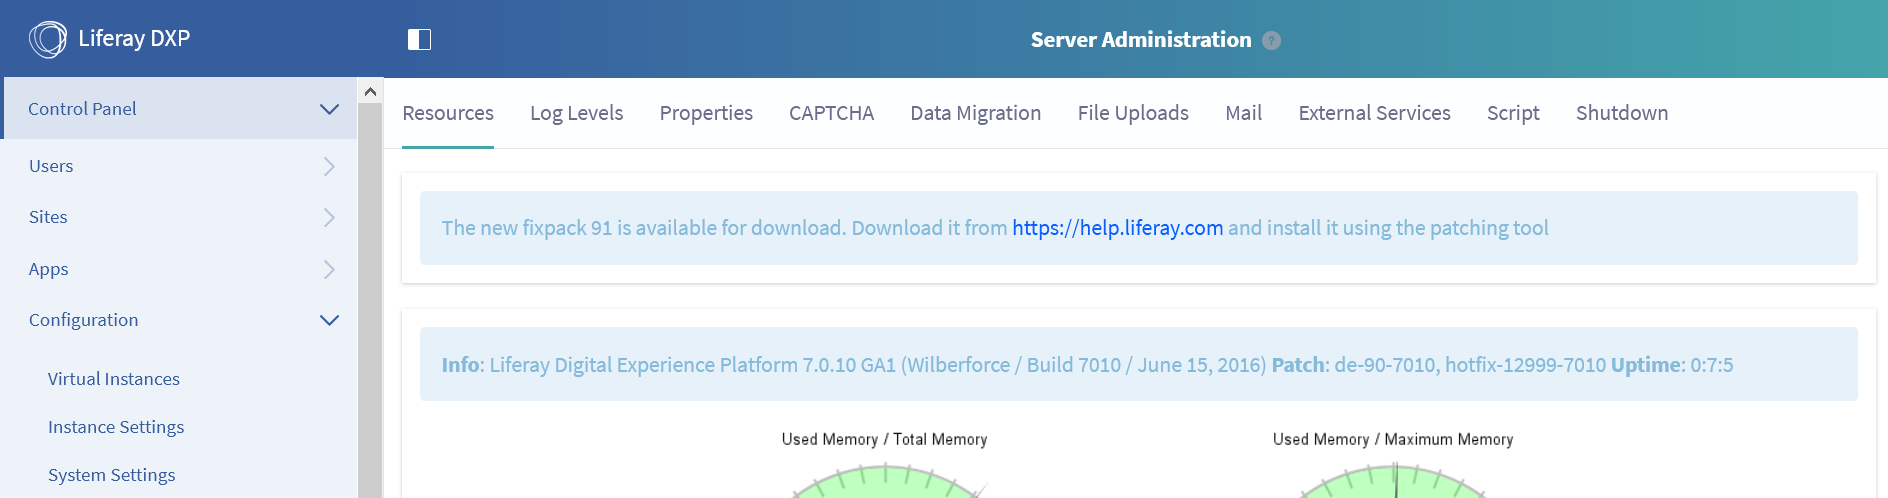 Liferay DXP
Server Administration ?
Control Panel
Users
Sites
Apps
Configuration
Virtual Instances
Instance Settings
System Settings
Resources Log Levels Properties CAPTCHA Data Migration File Uploads Mail External Services Script Shutdown
The new fixpack 91 is available for download. Download it from https://help.liferay.com and install it using the patching tool
Info: Liferay Digital Experience Platform 7.0.10 GA1 (Wilberforce / Build 7010 / June 15, 2016) Patch: de-90-7010, hotfix-12999-7010 Uptime: 0:7:5
Used Memory / Total Memory
Used Memory / Maximum Memory